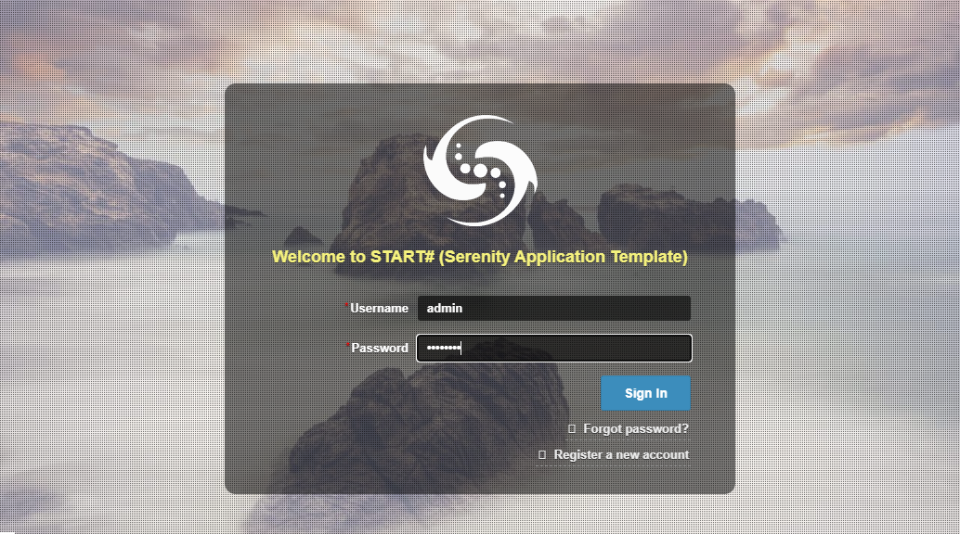 Welcome to START# (Serenity Application Template)
*Username admin
*Password ••••••••
Sign In
Forgot password?
Register a new account